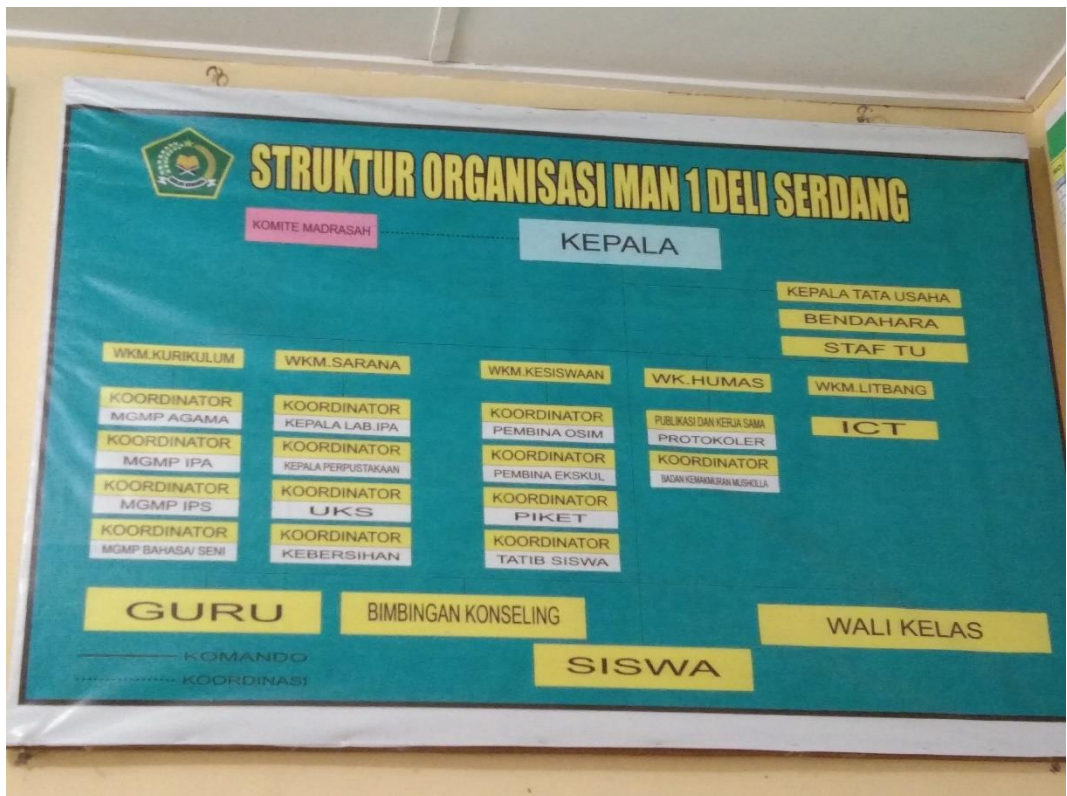 STRUKTUR ORGANISASI MAN 1 DELI SERDANG
KOMITE MADRASAH
KEPALA
KEPALA TATA USAHA
BENDAHARA
STAF TU
WKM.KURIKULUM
KOORDINATOR
MGMP AGAMA
KOORDINATOR
MGMP IPA
KOORDINATOR
MGMP IPS
KOORDINATOR
MGMP BAHASA/ SENI
WKM.SARANA
KOORDINATOR
KEPALA LAB.IPA
KOORDINATOR
KEPALA PERPUSTAKAAN
KOORDINATOR
UKS
KOORDINATOR
KEBERSIHAN
WKM.KESISWAAN
KOORDINATOR
PEMBINA OSIM
KOORDINATOR
PEMBINA EKSKUL
KOORDINATOR
PIKET
KOORDINATOR
TATIB SISWA
WK.HUMAS
PUBLIKASI DAN KERJA SAMA
PROTOKOLER
KOORDINATOR
BADAN KEMAKMURAN MUSHOLLA
WKM.LITBANG
ICT
GURU
BIMBINGAN KONSELING
WALI KELAS
SISWA
KOMANDO
KOORDINASI